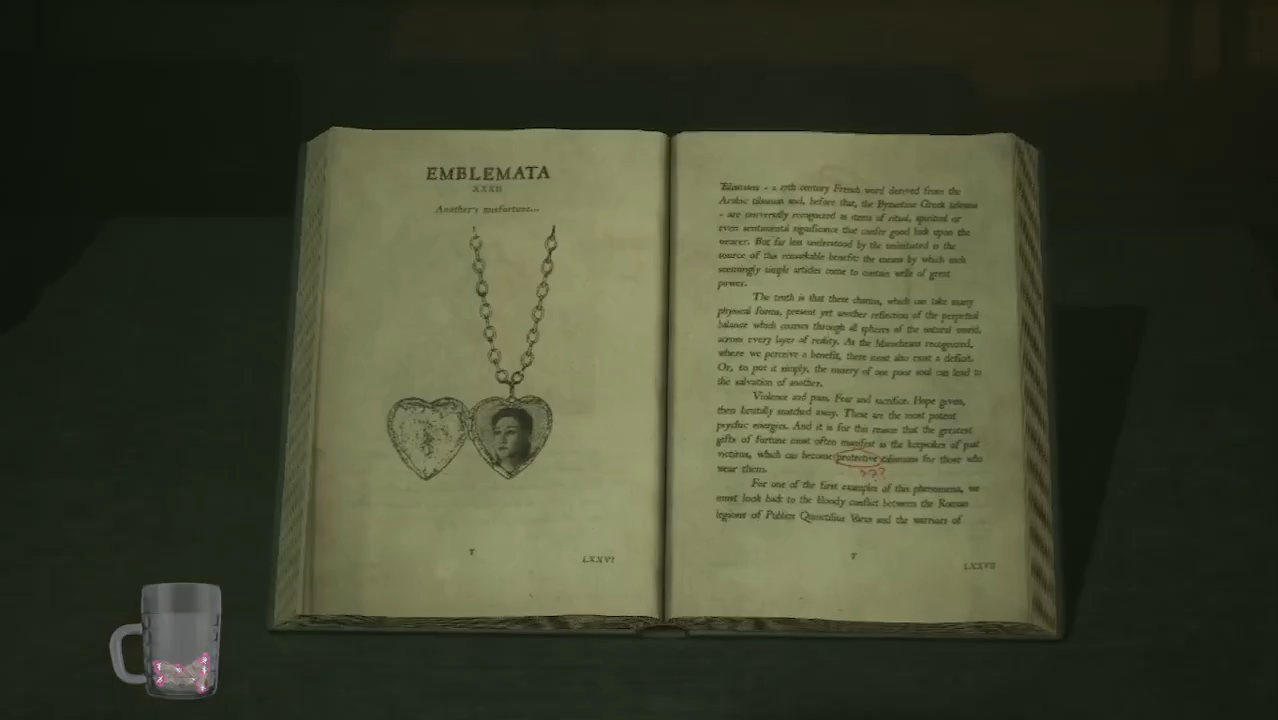 EMBLEMATA
XXXII
Another's misfortune...
T
LXXVI
Talismans - a 17th century French word derived from the
Arabic tilsman and, before that, the Byzantine Greek telesma
- are universally recognized as items of ritual, spiritual or
even sentimental significance that confer good luck upon the
wearer. But far less understood by the uninitiated is the
source of this remarkable benefit: the means by which such
seemingly simple articles come to contain wells of great
power.
The truth is that these charms, which can take many
physical forms, present yet another reflection of the perpetual
balance which courses through all spheres of the natural world,
across every layer of reality. As the Manicheans recognized,
where we perceive a benefit, there must also exist a deficit.
Or, to put it simply, the misery of one poor soul can lead to
the salvation of another.
Violence and pain. Fear and sacrifice. Hope given,
then brutally snatched away. These are the most potent
psychic energies. And it is for this reason that the greatest
gifts of fortune most often manifest in the keepsakes of past
victims, which can become protective talismans for those who
wear them.
???
For one of the first examples of this phenomena, we
must look back to the bloody conflict between the Roman
legions of Publius Quinctilius Varus and the warriors of
T
LXXVII